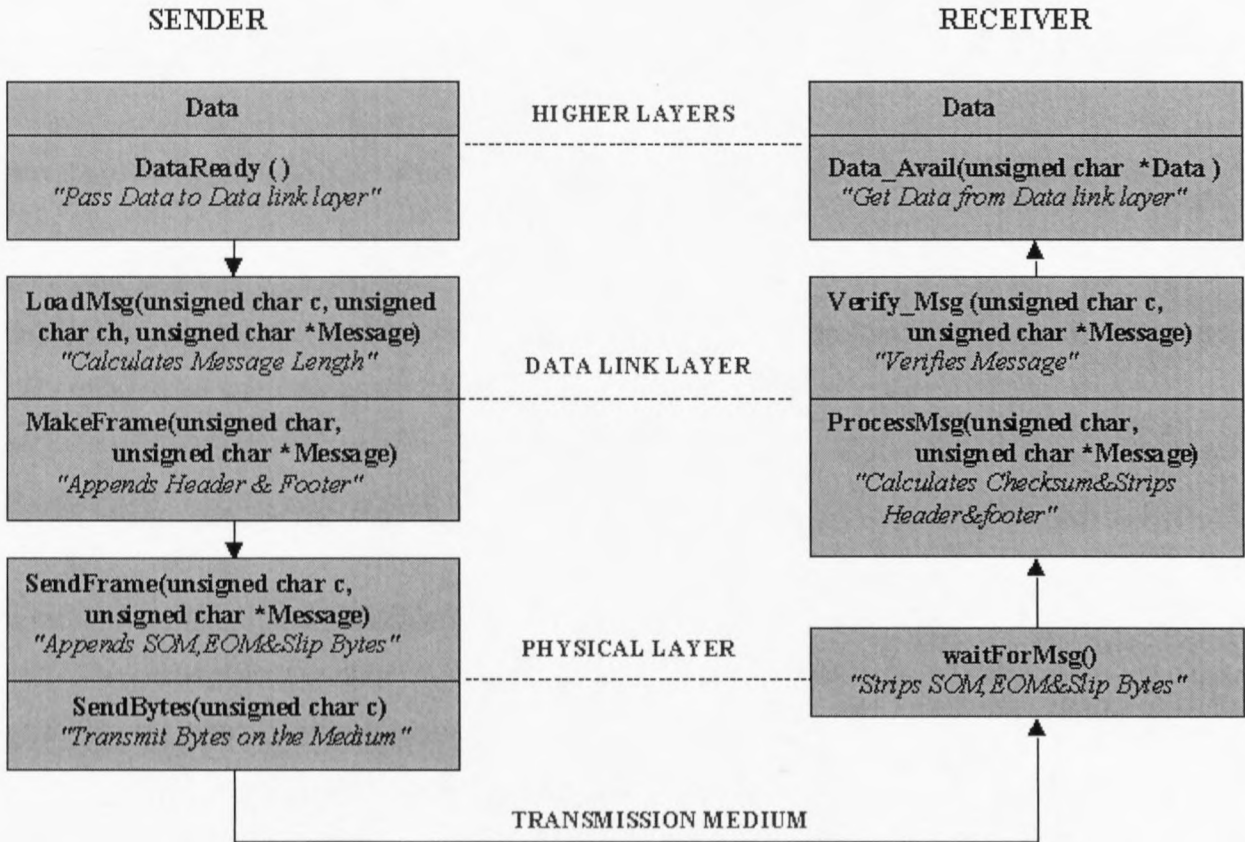 SENDER
RECEIVER
Data
DataReady ()
"Pass Data to Data link layer"
HIGHER LAYERS
Data
Data_Avail(unsigned char *Data )
"Get Data from Data link layer"
LoadMsg(unsigned char c, unsigned
char ch, unsigned char *Message)
"Calculates Message Length"
MakeFrame(unsigned char,
unsigned char *Message)
"Appends Header & Footer"
DATA LINK LAYER
Verify_Msg (unsigned char c,
unsigned char *Message)
"Verifies Message"
ProcessMsg(unsigned char,
unsigned char *Message)
"Calculates Checksum&Strips
Header&footer"
SendFrame(unsigned char c,
unsigned char *Message)
"Appends SOM,EOM&Slip Bytes"
SendBytes(unsigned char c)
"Transmit Bytes on the Medium"
PHYSICAL LAYER
waitForMsg()
"Strips SOM,EOM&Slip Bytes"
TRANSMISSION MEDIUM